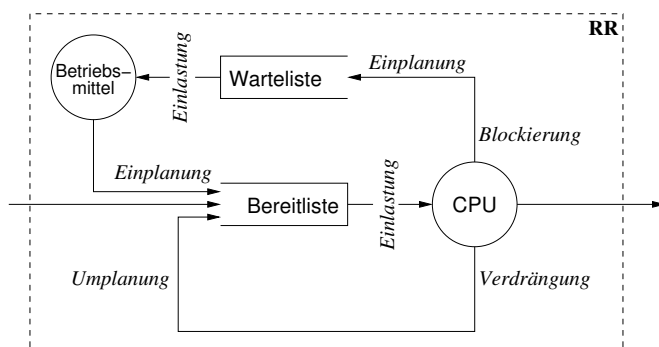 RR
Betriebs–
mittel
Einlastung
Warteliste
Einplanung
Blockierung
Einplanung
Bereitliste
Einlastung
CPU
Umplanung
Verdrängung